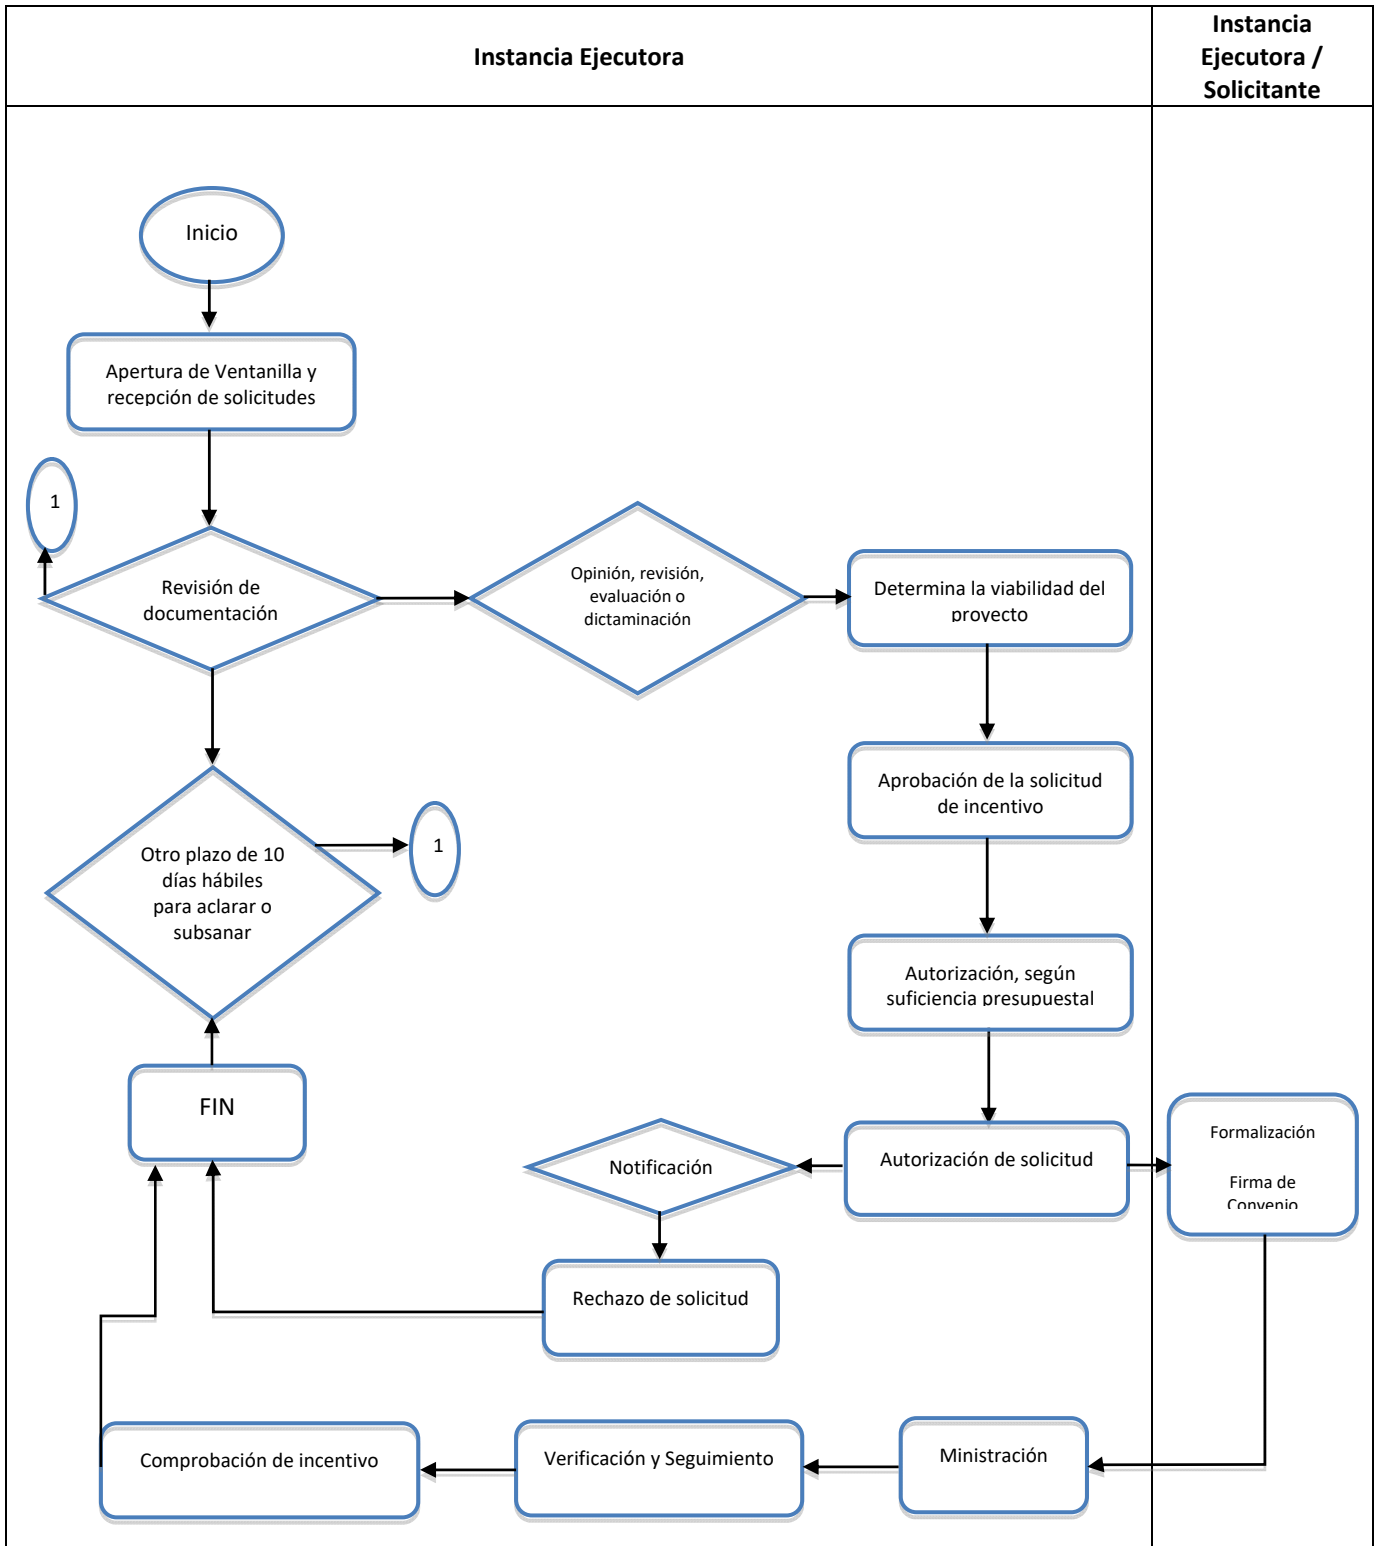 Instancia Ejecutora
Instancia
Ejecutora /
Solicitante
Inicio
Apertura de Ventanilla y
recepción de solicitudes
1
Revisión de
documentación
Opinión, revisión,
evaluación o
dictaminación
Determina la viabilidad del
proyecto
Aprobación de la solicitud
de incentivo
Otro plazo de 10
días hábiles
para aclarar o
subsanar
1
Autorización, según
suficiencia presupuestal
FIN
Notificación
Autorización de solicitud
Formalización
Firma de
Convenio
Rechazo de solicitud
Comprobación de incentivo
Verificación y Seguimiento
Ministración